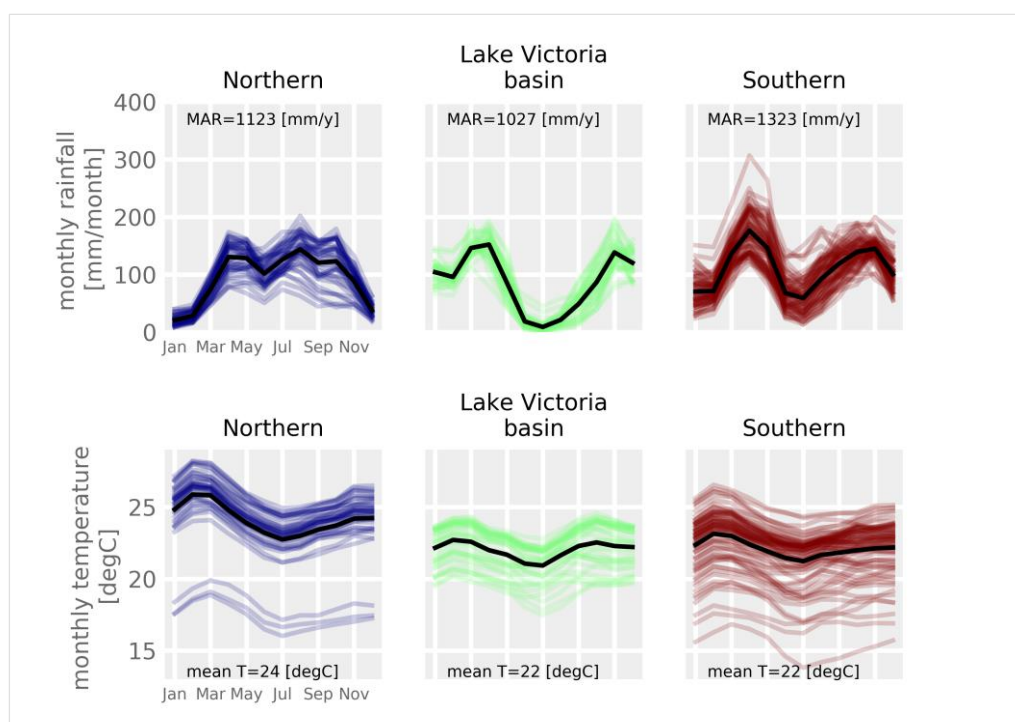 Northern
Lake Victoria
basin
Southern
monthly rainfall
[mm/month]
400
300
200
100
0
MAR=1123 [mm/y]
MAR=1027 [mm/y]
MAR=1323 [mm/y]
Jan Mar May Jul Sep Nov
Northern
Lake Victoria
basin
Southern
monthly temperature
[degC]
25
20
15
mean T=24 [degC]
mean T=22 [degC]
mean T=22 [degC]
Jan Mar May Jul Sep Nov